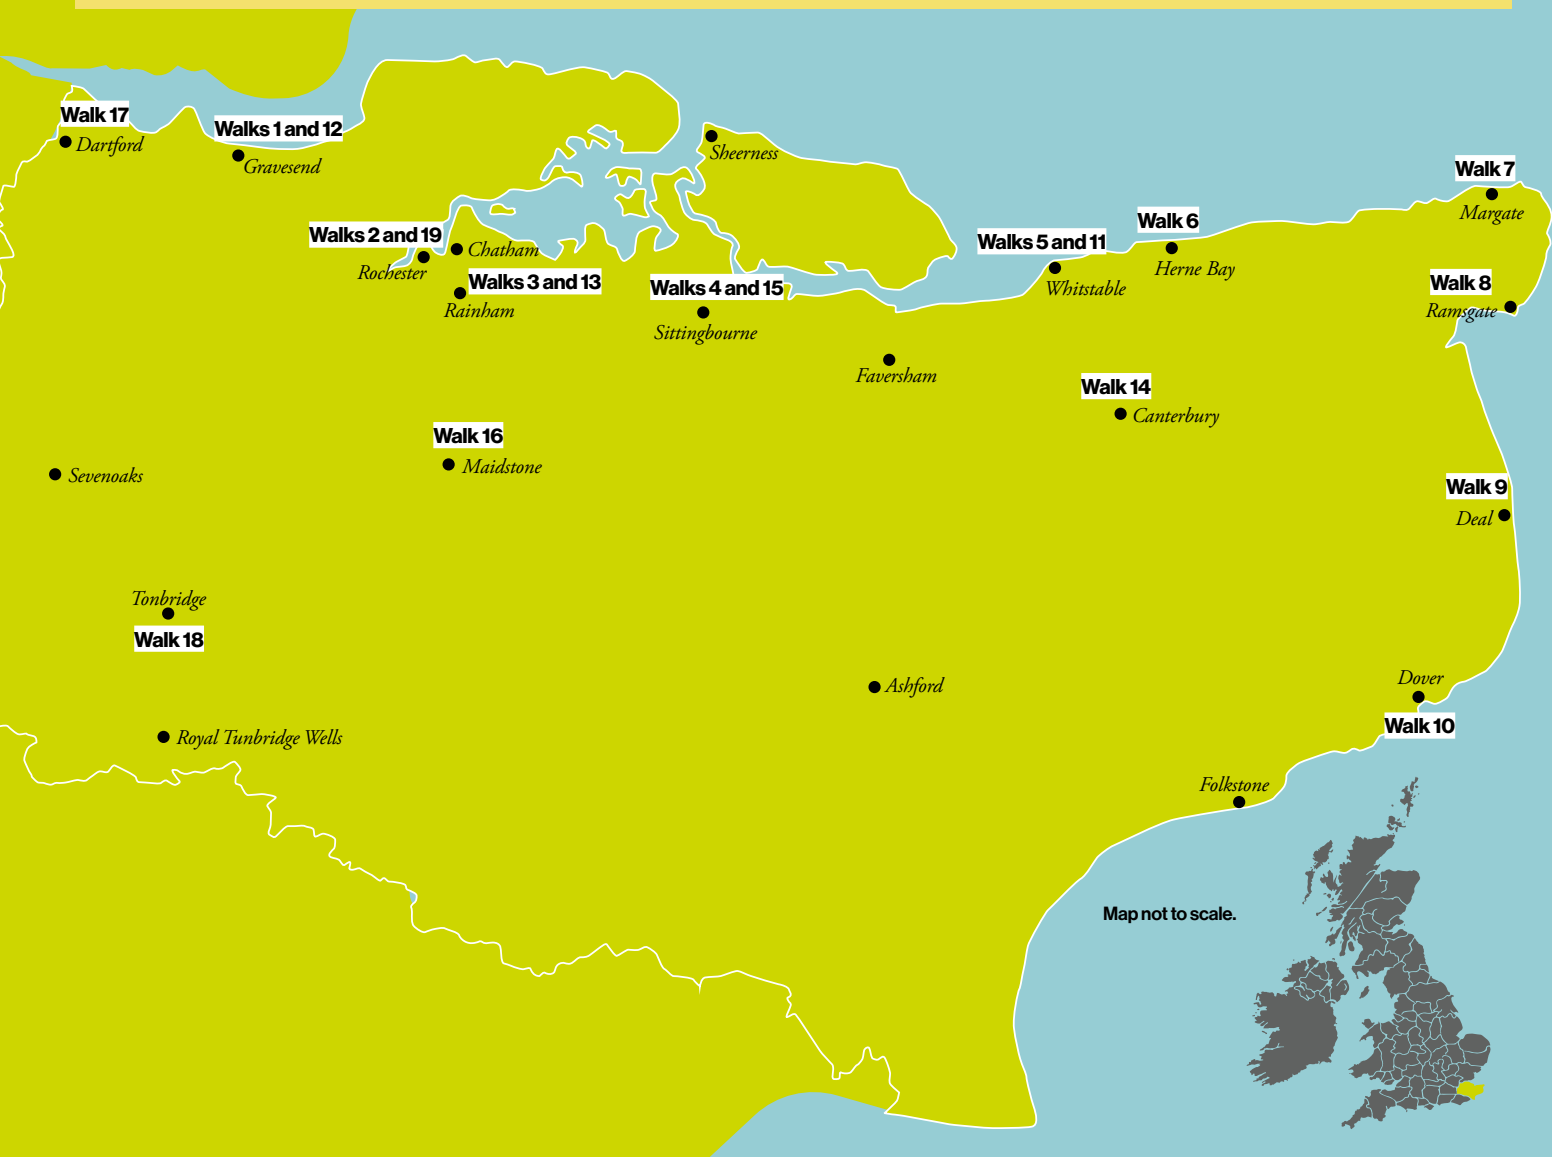 Walk 17
Dartford
Walks 1 and 12
Gravesend
Sheerness
Walk 7
Margate
Walks 2 and 19
Chatham
Rochester
Walks 3 and 13
Rainham
Walks 4 and 15
Sittingbourne
Walks 5 and 11
Whitstable
Walk 6
Herne Bay
Walk 8
Ramsgate
Faversham
Walk 14
Canterbury
Walk 16
Maidstone
Sevenoaks
Walk 9
Deal
Tonbridge
Walk 18
Ashford
Dover
Walk 10
Royal Tunbridge Wells
Folkstone
Map not to scale.